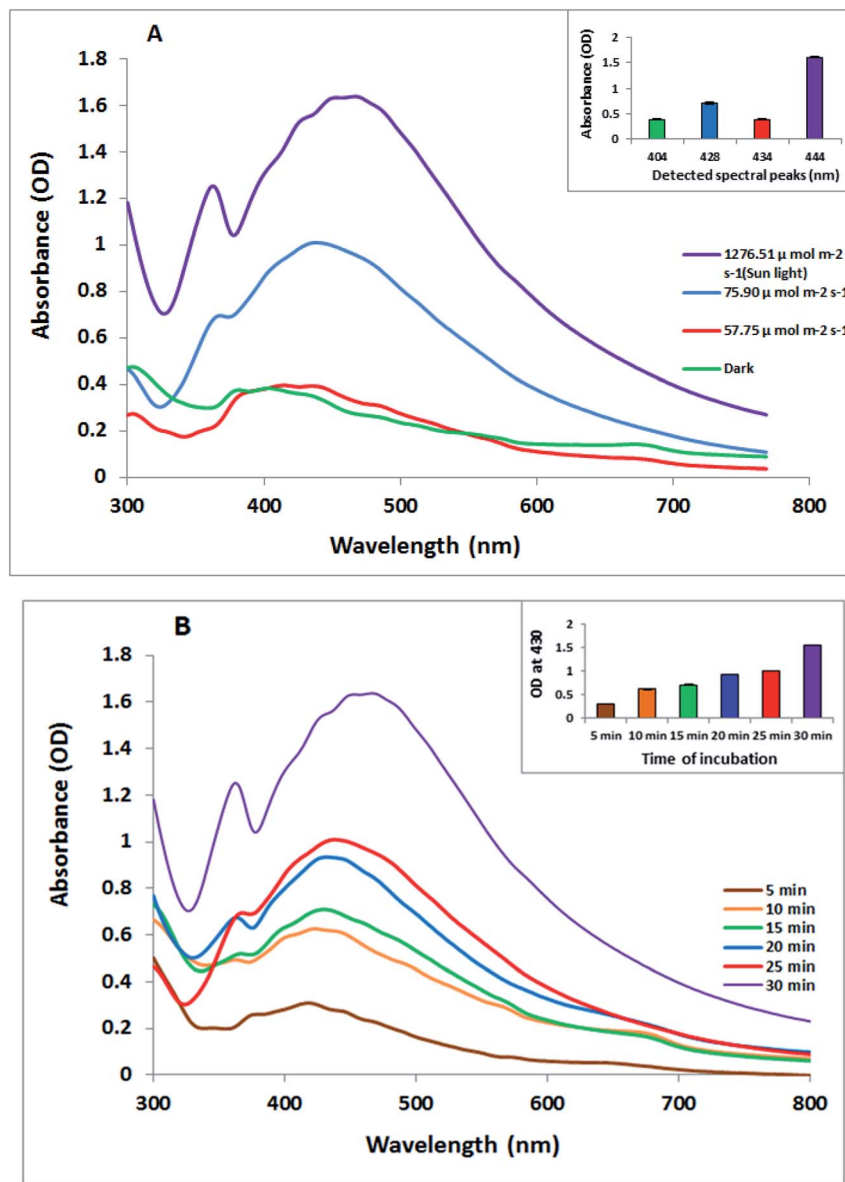 A
Absorbance (OD)
1.8
1.6
1.4
1.2
1
0.8
0.6
0.4
0.2
0
300 400 500 600 700 800
Wavelength (nm)
Absorbance (OD)
2
1.5
1
0.5
0
404 428 434 444
Detected spectral peaks (nm)
1276.51 µ mol m-2
s-1(Sun light)
75.90 µ mol m-2 s-1
57.75 µ mol m-2 s-1
Dark
B
Absorbance (OD)
1.8
1.6
1.4
1.2
1
0.8
0.6
0.4
0.2
0
300 400 500 600 700 800
Wavelength (nm)
OD at 430
2
1.5
1
0.5
0
5 min 10 min 15 min 20 min 25 min 30 min
Time of incubation
5 min
10 min
15 min
20 min
25 min
30 min